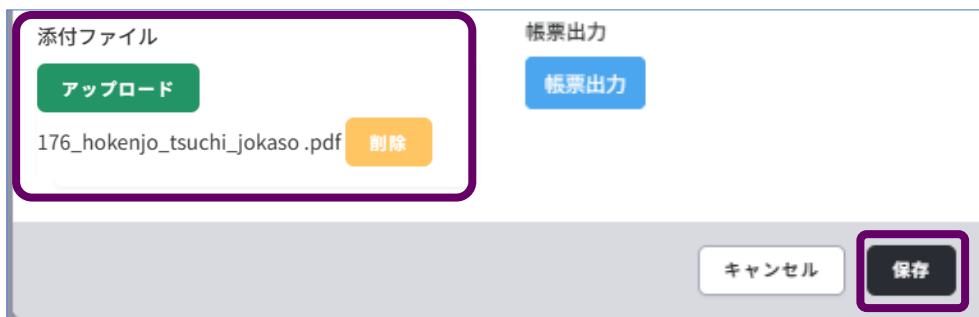 添付ファイル
アップロード
176_hokenjo_tsuchi_jokaso .pdf 削除
帳票出力
帳票出力
キャンセル 保存